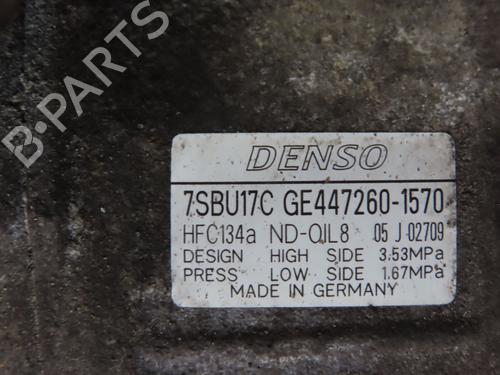 B-PARTS
DENSO
7SBU17C GE447260-1570
HFC134a ND-OIL8 05 J 02709
DESIGN HIGH SIDE 3.53MPa
PRESS LOW SIDE 1.67MPa
MADE IN GERMANY